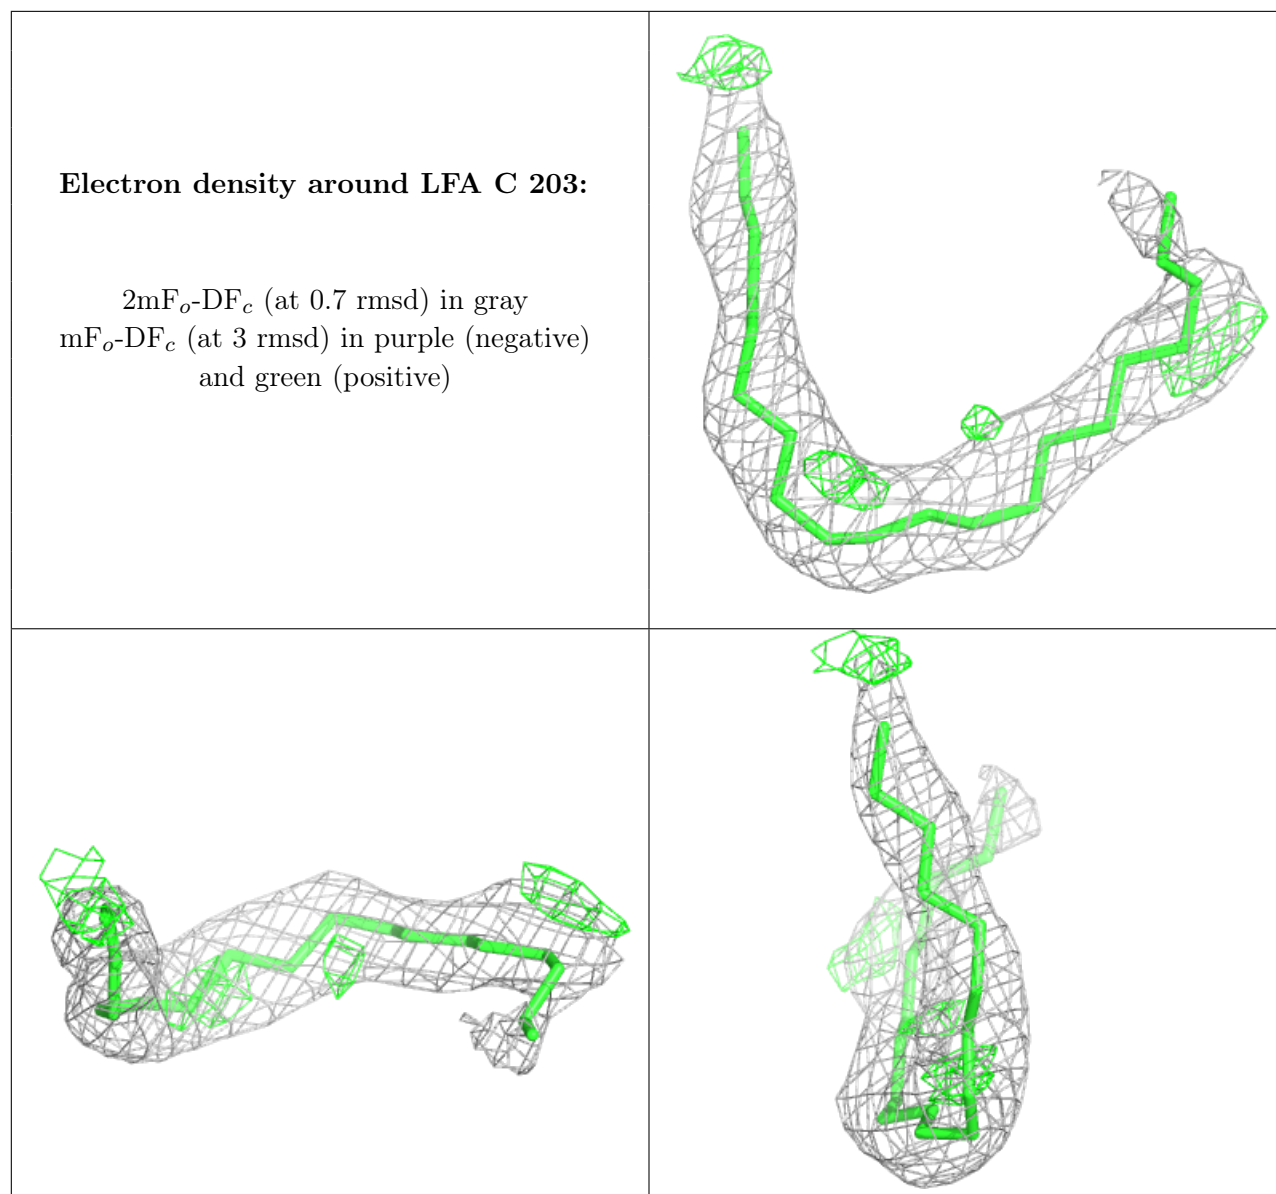 Electron density around LFA C 203:
2mFo-DFc (at 0.7 rmsd) in gray
mFo-DFc (at 3 rmsd) in purple (negative)
and green (positive)